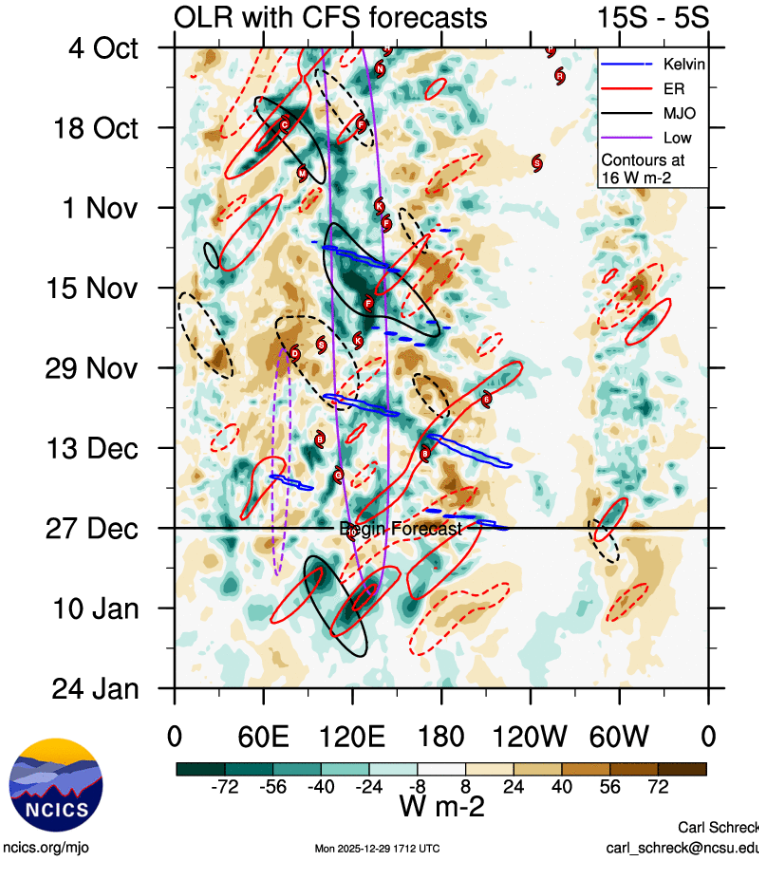 OLR with CFS forecasts 15S - 5S
4 Oct
18 Oct
1 Nov
15 Nov
29 Nov
13 Dec
27 Dec
10 Jan
24 Jan
Kelvin
ER
MJO
Low
Contours at
16 W m-2
Begin Forecast
0 60E 120E 180 120W 60W 0
-72 -56 -40 -24 -8 8 24 40 56 72
W m-2
NCICS
ncics.org/mjo
Mon 2025-12-29 1712 UTC
Carl Schreck
carl_schreck@ncsu.edu